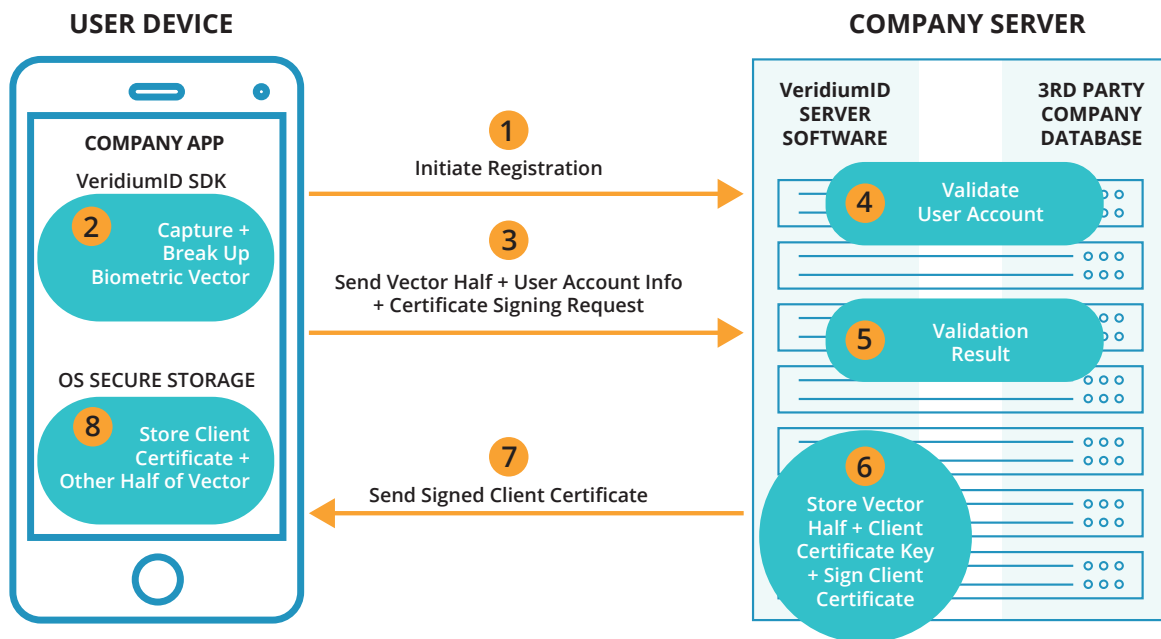 USER DEVICE
COMPANY SERVER
COMPANY APP
VeridiumID SDK
2
Capture +
Break Up
Biometric Vector
OS SECURE STORAGE
8
Store Client
Certificate +
Other Half of Vector
1
Initiate Registration
3
Send Vector Half + User Account Info
+ Certificate Signing Request
7
Send Signed Client Certificate
VeridiumID
SERVER
SOFTWARE
3RD PARTY
COMPANY
DATABASE
4
Validate
User Account
5
Validation
Result
6
Store Vector
Half + Client
Certificate Key
+ Sign Client
Certificate